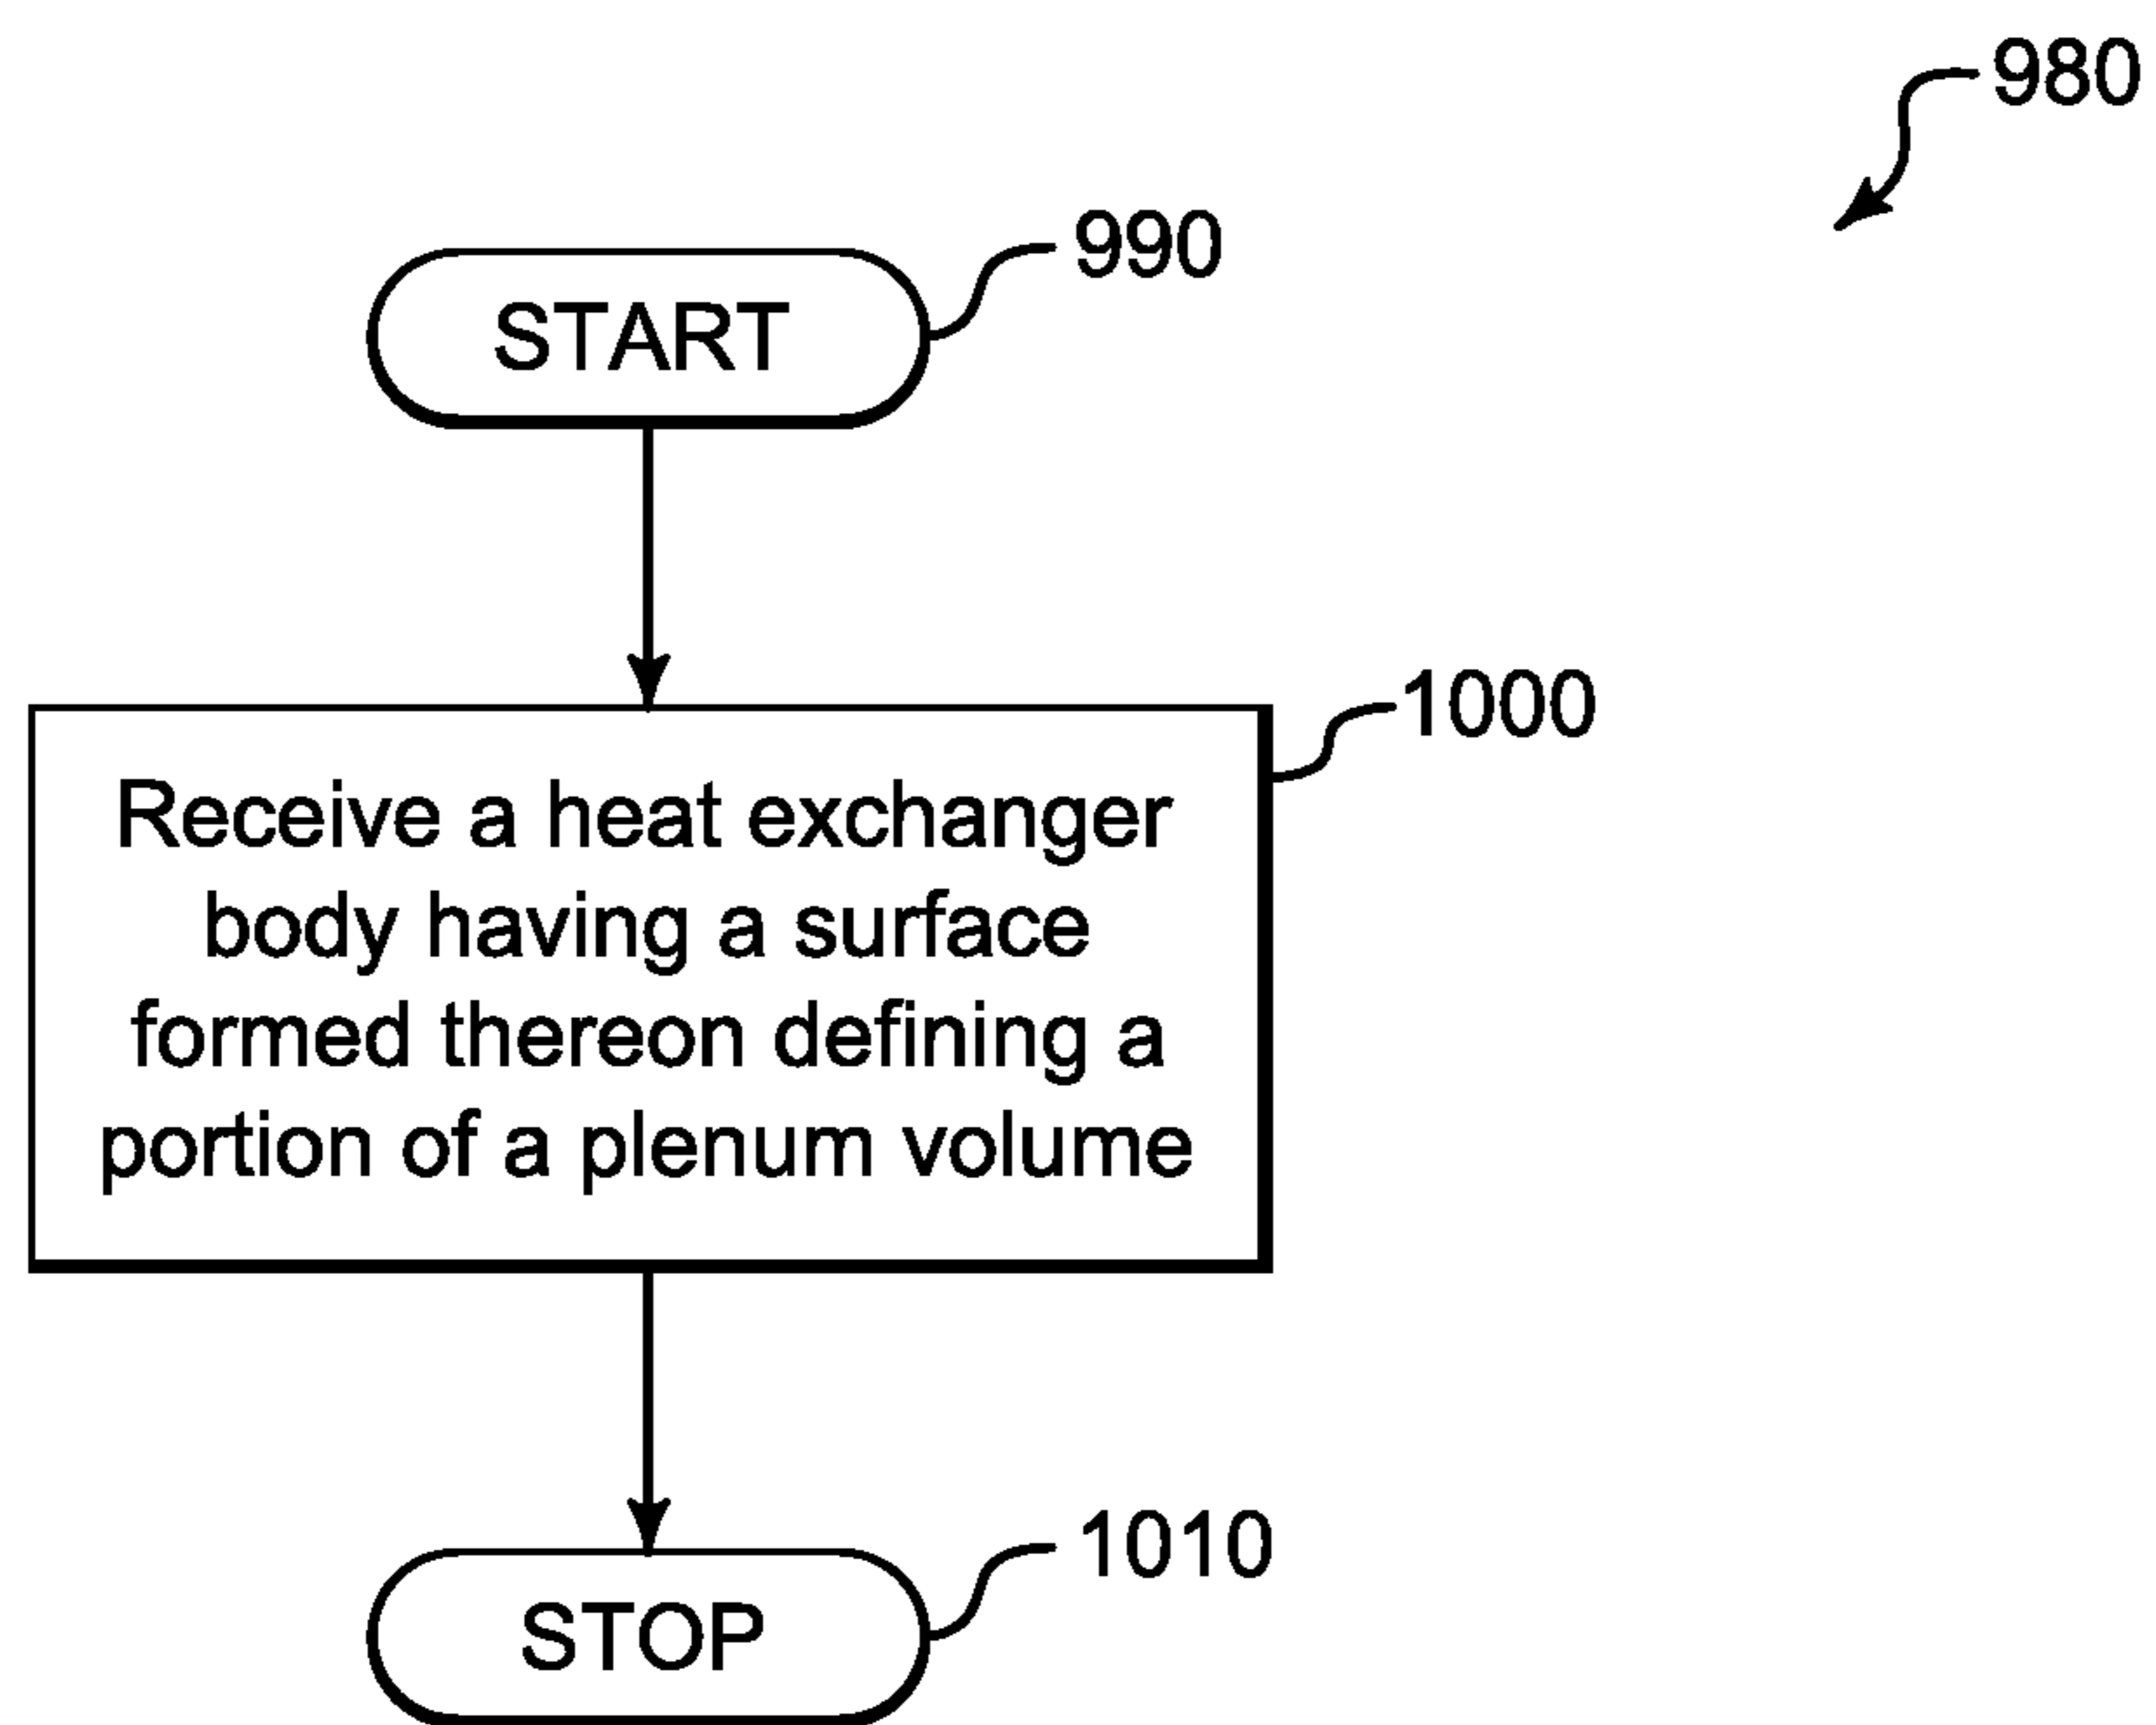 980
990
START
1000
Receive a heat exchanger
body having a surface
formed thereon defining a
portion of a plenum volume
1010
STOP